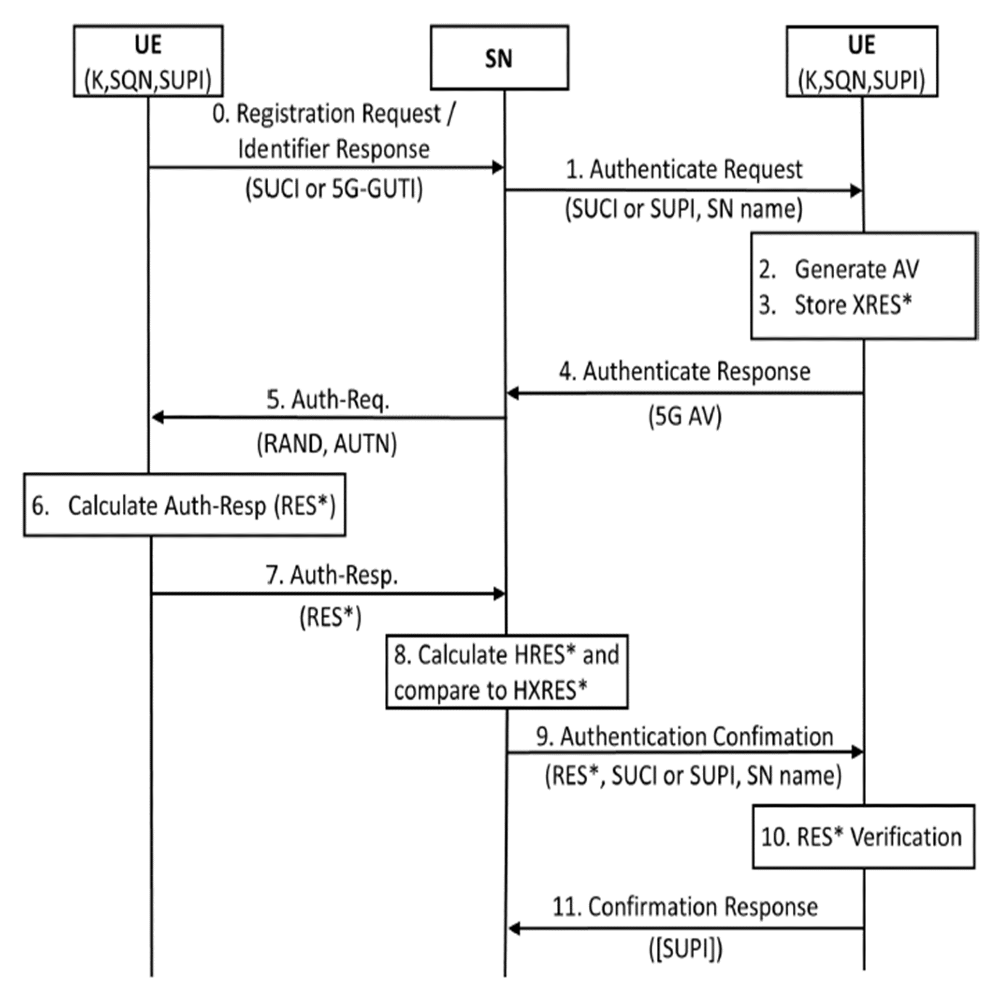 UE
(K,SQN,SUPI)
SN
UE
(K,SQN,SUPI)
0. Registration Request /
Identifier Response
(SUCI or 5G-GUTI)
1. Authenticate Request
(SUCI or SUPI, SN name)
2. Generate AV
3. Store XRES*
4. Authenticate Response
(5G AV)
5. Auth-Req.
(RAND, AUTN)
6. Calculate Auth-Resp (RES*)
7. Auth-Resp.
(RES*)
8. Calculate HRES* and
compare to HXRES*
9. Authentication Confimation
(RES*, SUCI or SUPI, SN name)
10. RES* Verification
11. Confirmation Response
([SUPI])